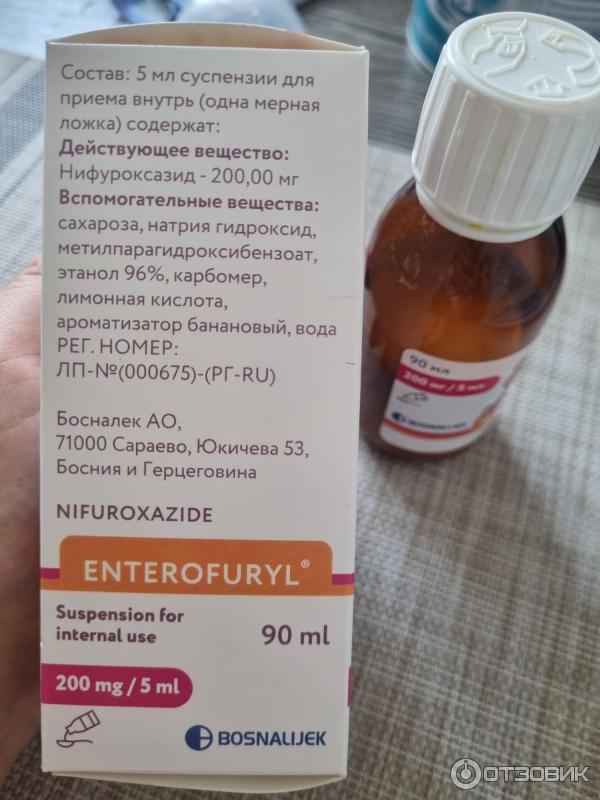 Состав: 5 мл суспензии для
приема внутрь (одна мерная
ложка) содержат:
Действующее вещество:
Нифуроксазид - 200,00 мг
Вспомогательные вещества:
сахароза, натрия гидроксид,
метилпарагидроксибензоат,
этанол 96%, карбомер,
лимонная кислота,
ароматизатор банановый, вода
РЕГ. НОМЕР:
ЛП-№(000675)-(РГ-RU)
Босналек АО,
71000 Сараево, Юкичева 53,
Босния и Герцеговина
NIFUROXAZIDE
ENTEROFURYL®
Suspension for
internal use
90 ml
200 mg / 5 ml
BOSNALIJEK
90 мл
200 мг / 5 мл
BOSNALIJEK
ОТЗОВИК